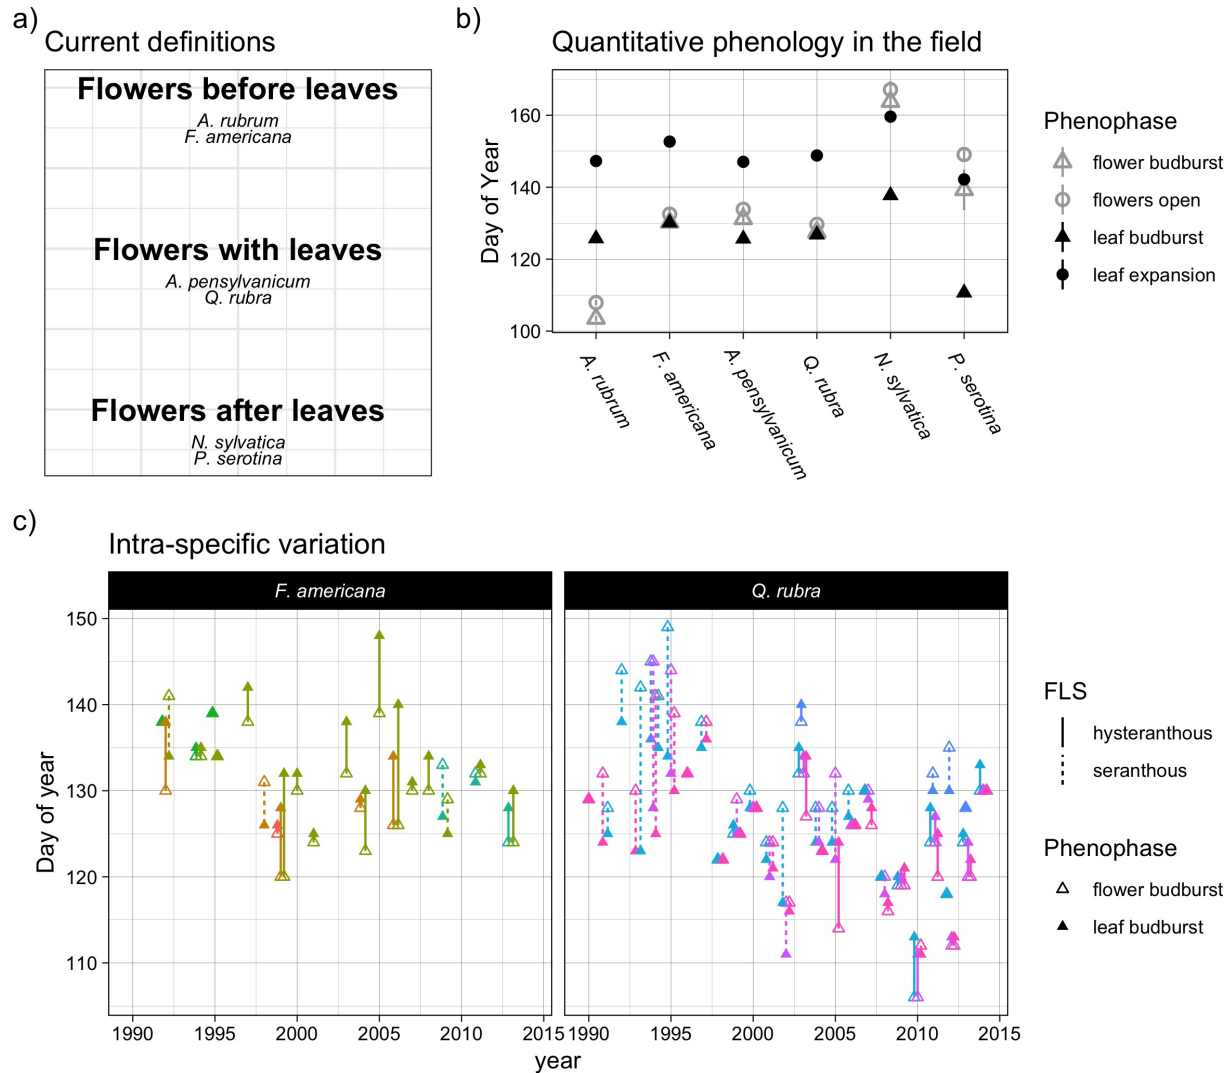 a)
Current definitions
Flowers before leaves
A. rubrum
F. americana
Flowers with leaves
A. pensylvanicum
Q. rubra
Flowers after leaves
N. sylvatica
P. serotina
b)
Quantitative phenology in the field
Day of Year
160
140
120
100
A. rubrum
F. americana
A. pensylvanicum
Q. rubra
N. sylvatica
P. serotina
Phenophase
flower budburst
flowers open
leaf budburst
leaf expansion
c)
Intra-specific variation
F. americana
Q. rubra
Day of year
150
140
130
120
110
1990 1995 2000 2005 2010 2015
1990 1995 2000 2005 2010 2015
year
FLS
hysteranthous
seranthous
Phenophase
flower budburst
leaf budburst